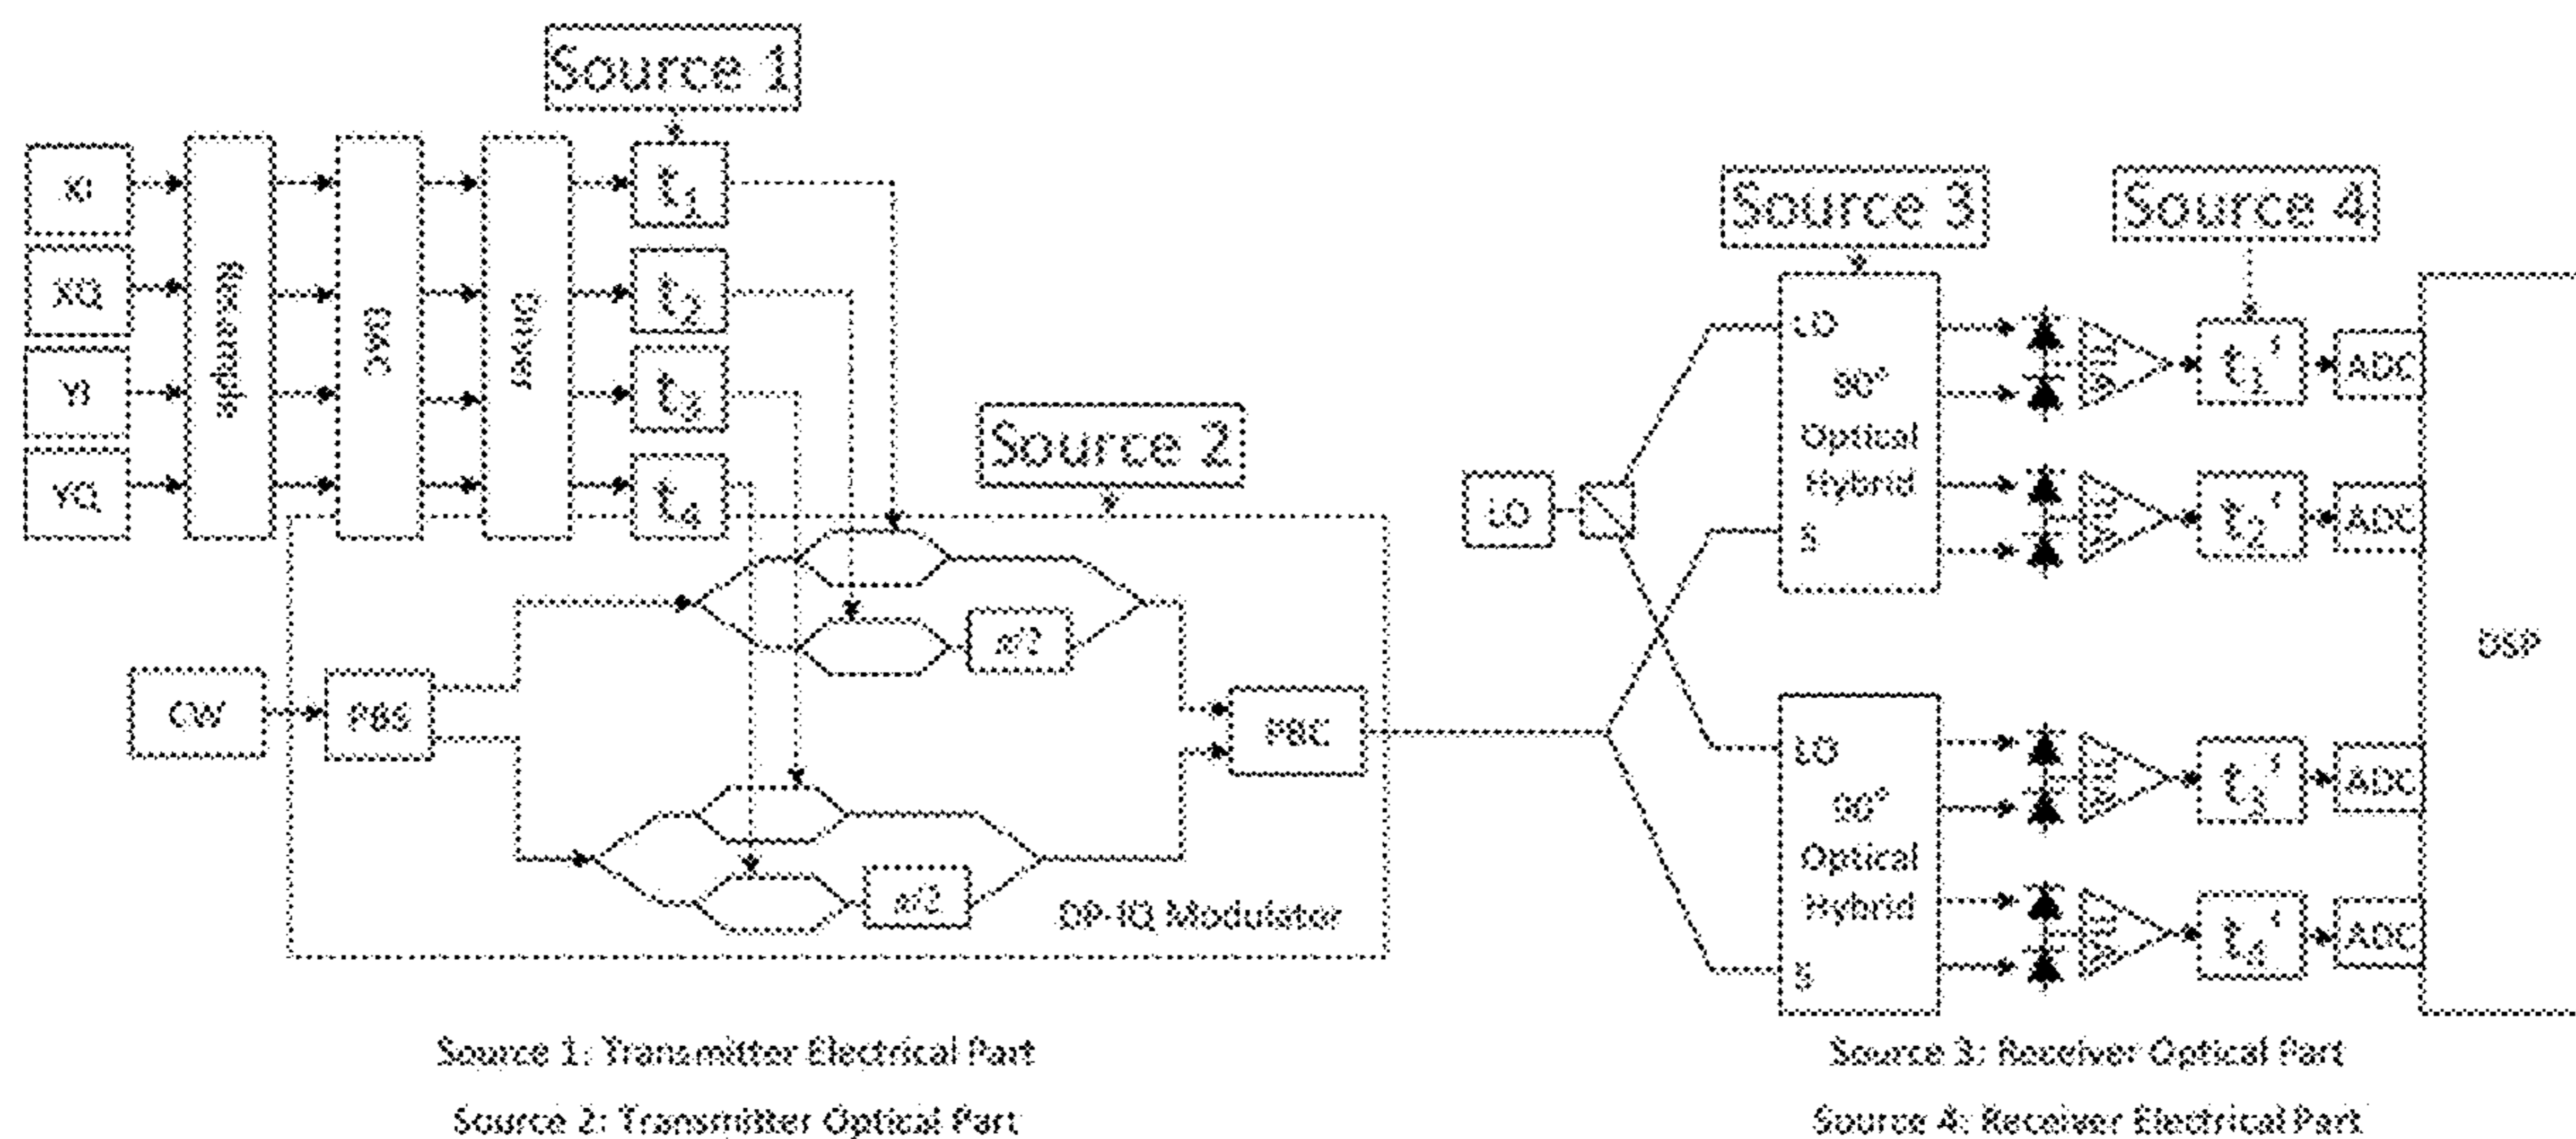 Source 1
XI
XQ
YI
YQ
Resample
DAC
Driver
t1
t2
t3
t4
Source 2
CW
PBS
π/2
π/2
PBC
DP-IQ Modulator
LO
Source 3
Source 4
LO
90°
Optical
Hybrid
S
LO
90°
Optical
Hybrid
S
t1'
t2'
t3'
t4'
ADC
ADC
ADC
ADC
DSP
Source 1: Transmitter Electrical Part
Source 2: Transmitter Optical Part
Source 3: Receiver Optical Part
Source 4: Receiver Electrical Part